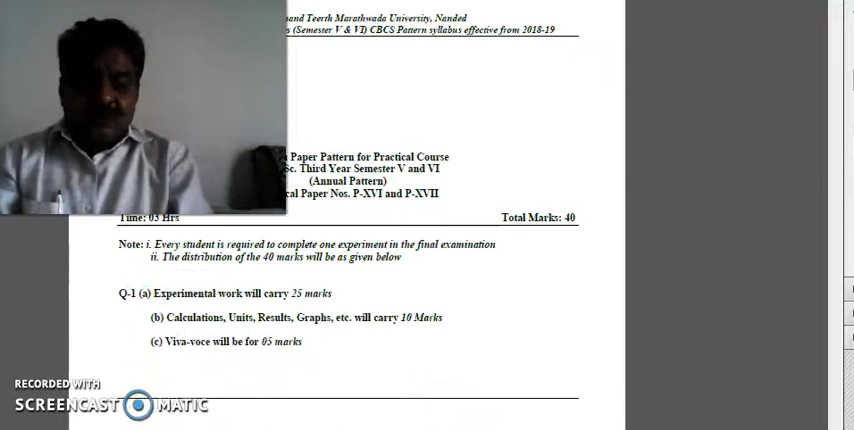 Teerth Marathwada University, Nanded
(Semester V & VI) CBCS Pattern syllabus effective from 2018-19
Paper Pattern for Practical Course
Sc. Third Year Semester V and VI
(Annual Pattern)
Paper Nos. P-XVI and P-XVII
Time: 03 Hrs Total Marks: 40
Note: i. Every student is required to complete one experiment in the final examination
ii. The distribution of the 40 marks will be as given below
Q-1 (a) Experimental work will carry 25 marks
(b) Calculations, Units, Results, Graphs, etc. will carry 10 Marks
(c) Viva-voce will be for 05 marks
RECORDED WITH
SCREENCAST MATIC